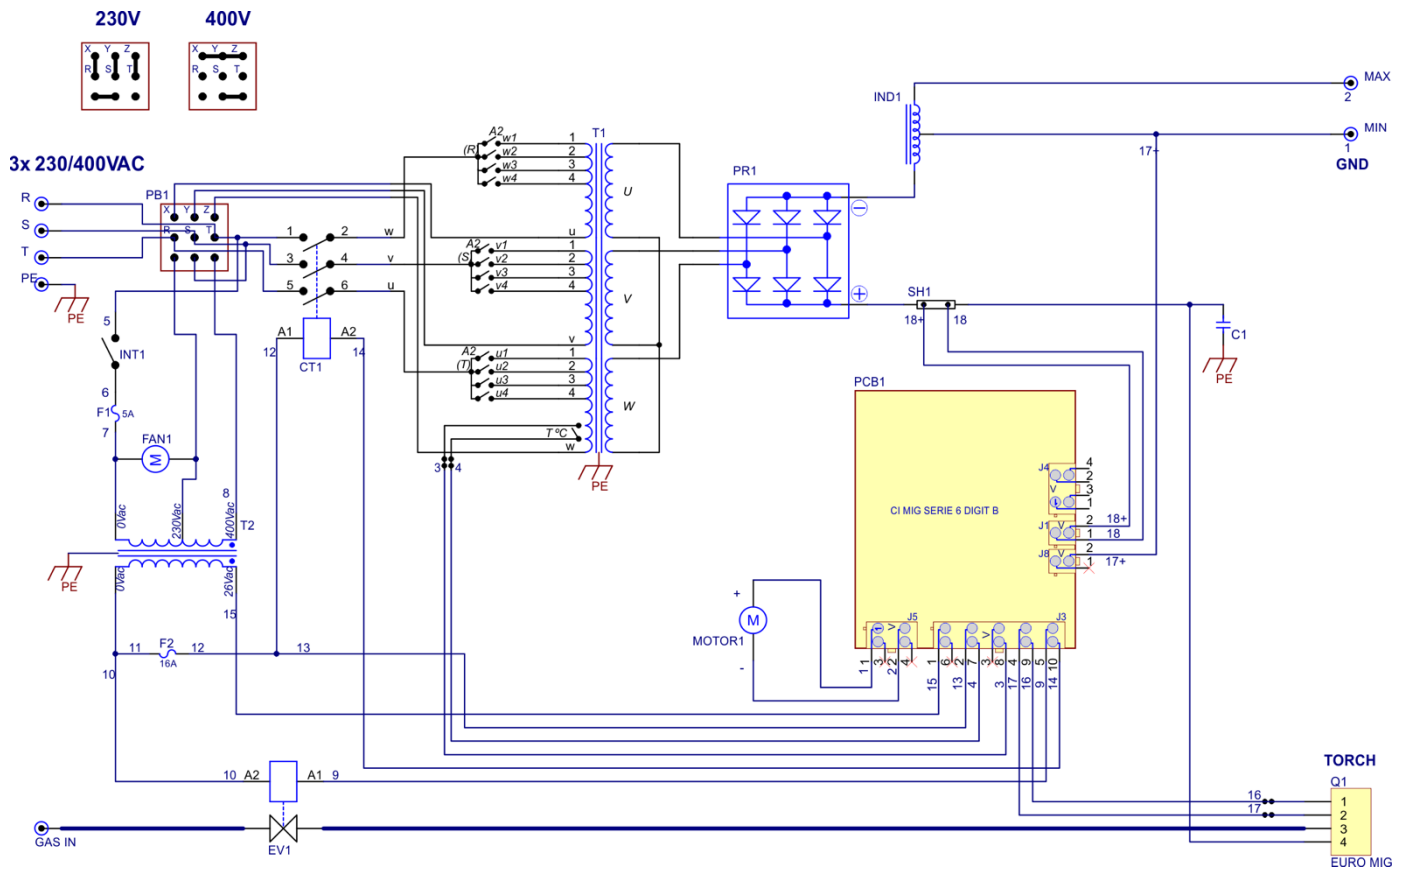 230V 400V
X Y Z X Y Z
R S T R S T
MAX
IND1
2
MIN
1
17+
GND
3x 230/400VAC
R
S
T
PE
PE
PB1
X Y Z
R S T
1 2 w
3 4 v
5 6 u
A1 A2
12 14
CT1
A2 w1 1 T1
(R) w2 2
w3 3
w4 4
U
u
A2 v1 1
(S v2 2
v3 3
v4 4
V
v
A2 u1 1
(T) u2 2
u3 3
u4 4
W
T ºC
w
3 4
PE
PR1
−
+
SH1
18+ 18
C1
PE
5
INT1
6
F1 5A
7
FAN1
M
8
0Vac 230Vac 400Vac T2
PE
0Vac 26Vac
15
11 F2 12 13
16A
10
PCB1
CI MIG SERIE 6 DIGIT B
J4 4
2
V 3
1
J1 V 2 18+
1 18
J8 V 2
1 17+
+
M
MOTOR1
-
1 V J5
V J3
1 3 2 4 1 6 2 7 3 8 4 9 5 10
1 2 15 13 4 3 17 16 9 14
10 A2 A1 9
GAS IN
EV1
TORCH
Q1
16 1
17 2
3
4
EURO MIG